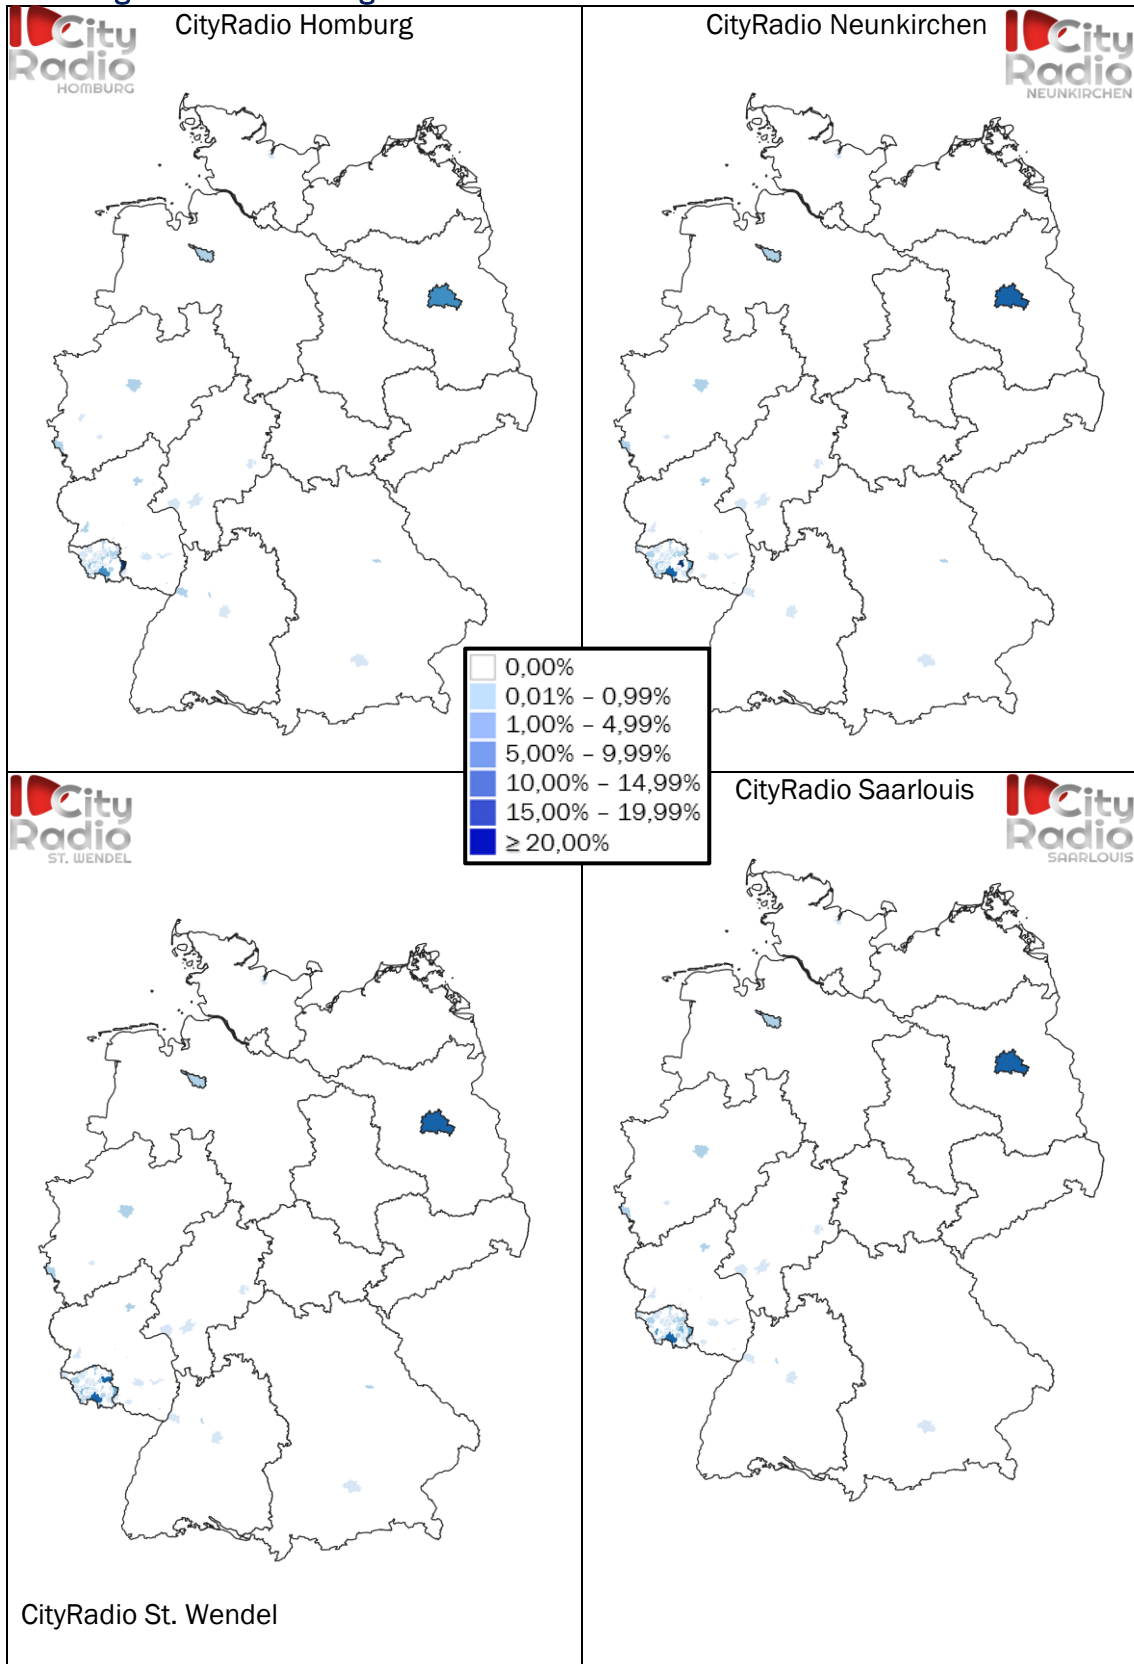 CityRadio Homburg
City
Radio
HOMBURG
CityRadio Neunkirchen
City
Radio
NEUNKIRCHEN
0,00%
0,01% – 0,99%
1,00% – 4,99%
5,00% – 9,99%
10,00% – 14,99%
15,00% – 19,99%
≥ 20,00%
City
Radio
ST. WENDEL
CityRadio Saarlouis
City
Radio
SAARLOUIS
CityRadio St. Wendel